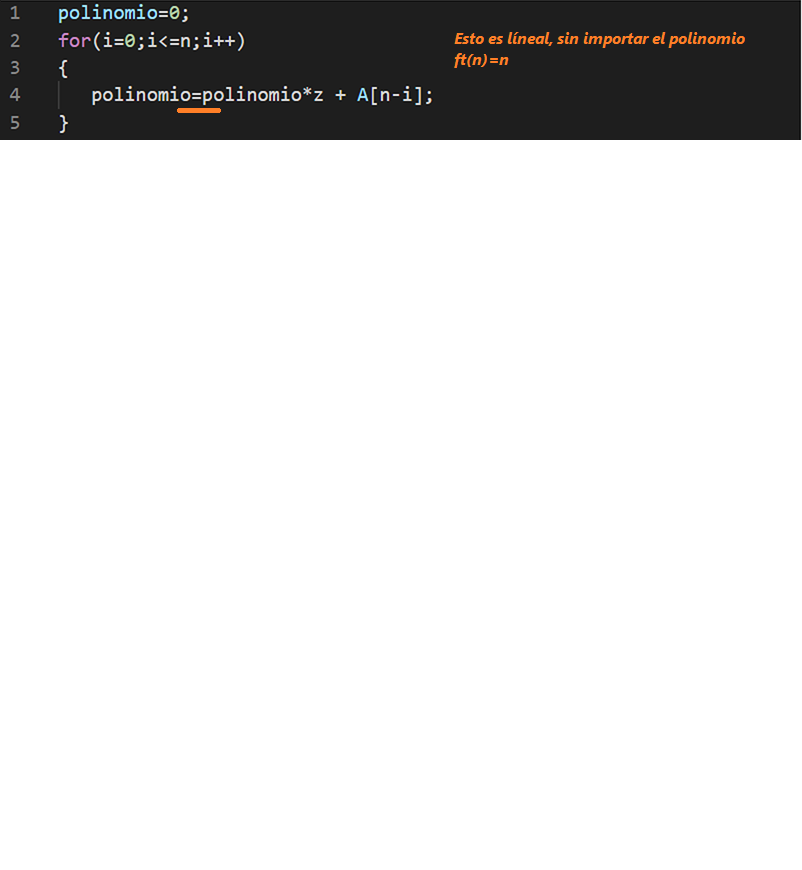 1 polinomio=0;
2 for(i=0;i<=n;i++)
Esto es líneal, sin importar el polinomio
ft(n)=n
3 {
4 polinomio=polinomio*z + A[n-i];
5 }